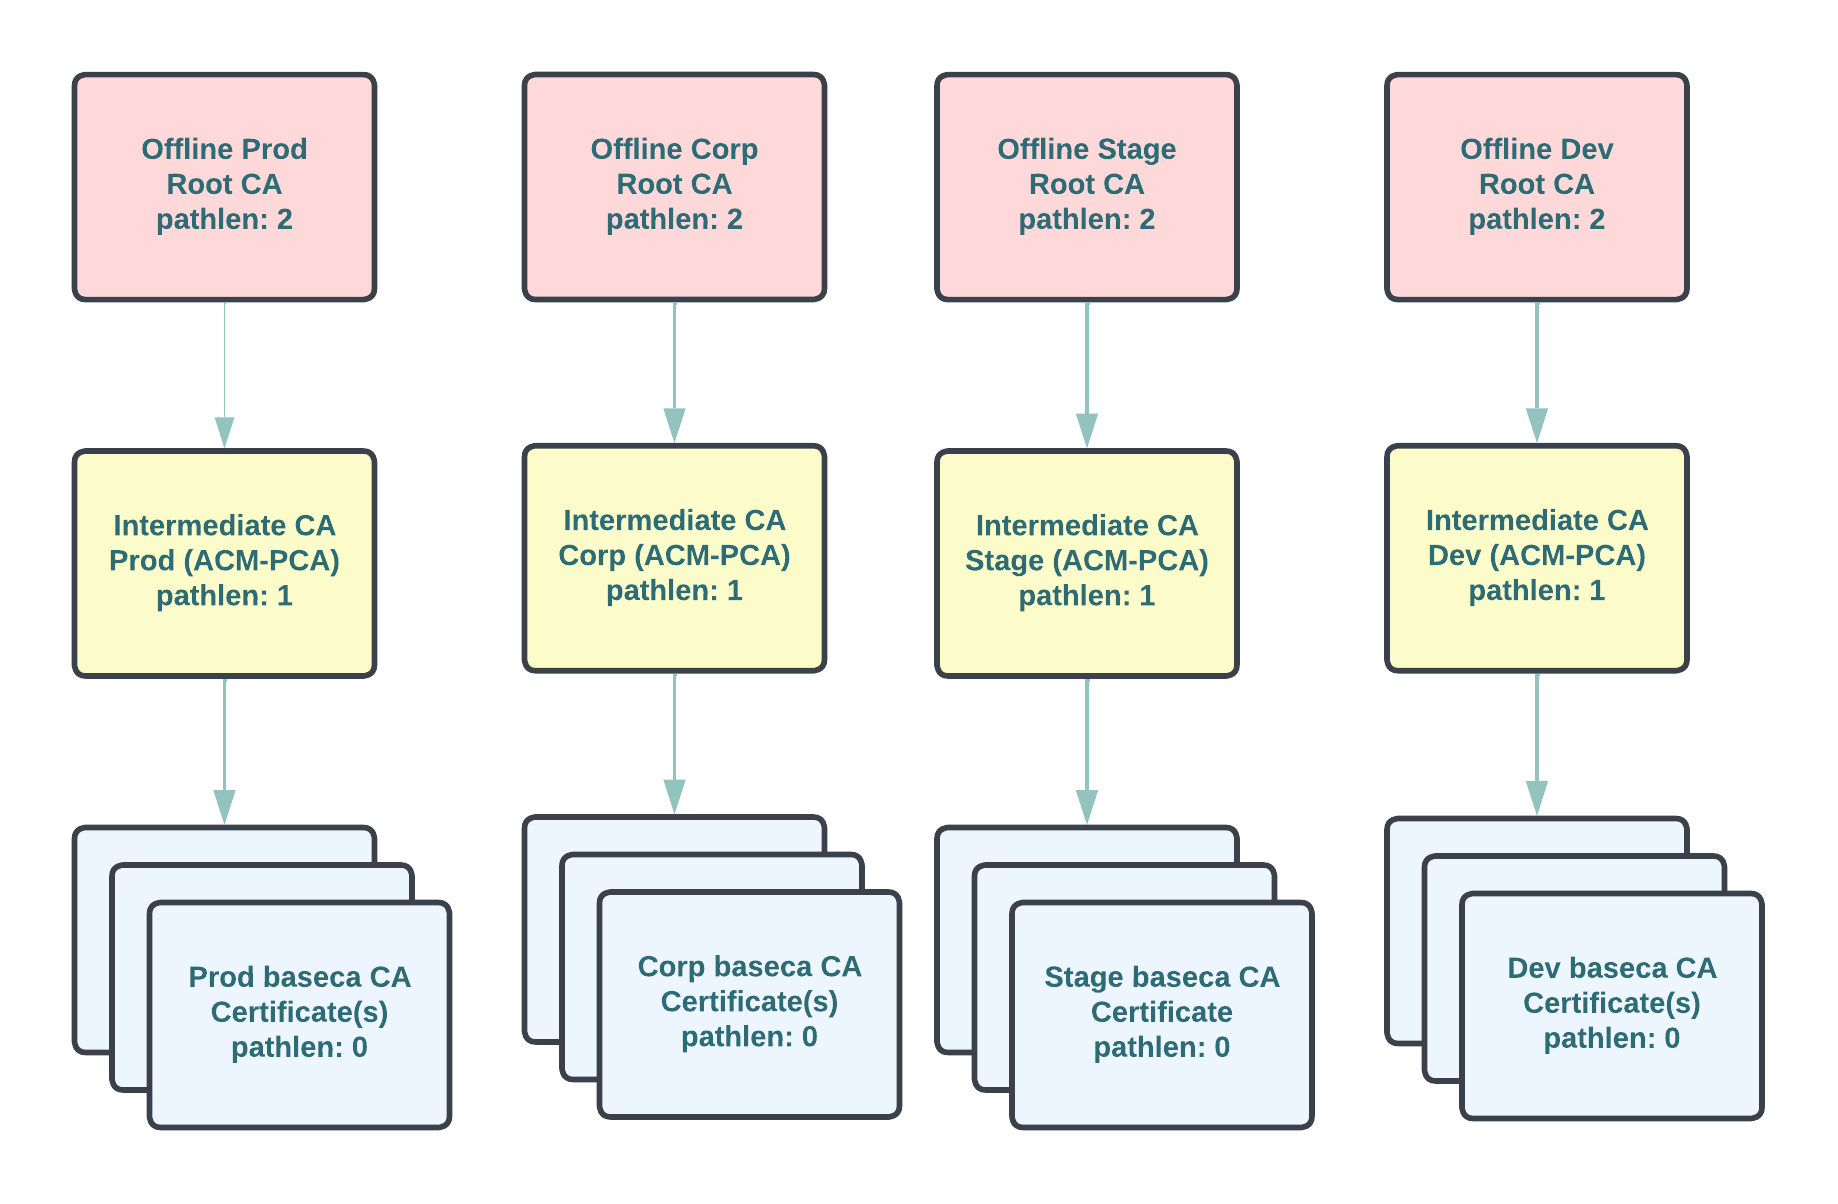 Offline Prod
Root CA
pathlen: 2
Offline Corp
Root CA
pathlen: 2
Offline Stage
Root CA
pathlen: 2
Offline Dev
Root CA
pathlen: 2
Intermediate CA
Prod (ACM-PCA)
pathlen: 1
Intermediate CA
Corp (ACM-PCA)
pathlen: 1
Intermediate CA
Stage (ACM-PCA)
pathlen: 1
Intermediate CA
Dev (ACM-PCA)
pathlen: 1
Prod baseca CA
Certificate(s)
pathlen: 0
Corp baseca CA
Certificate(s)
pathlen: 0
Stage baseca CA
Certificate
pathlen: 0
Dev baseca CA
Certificate(s)
pathlen: 0